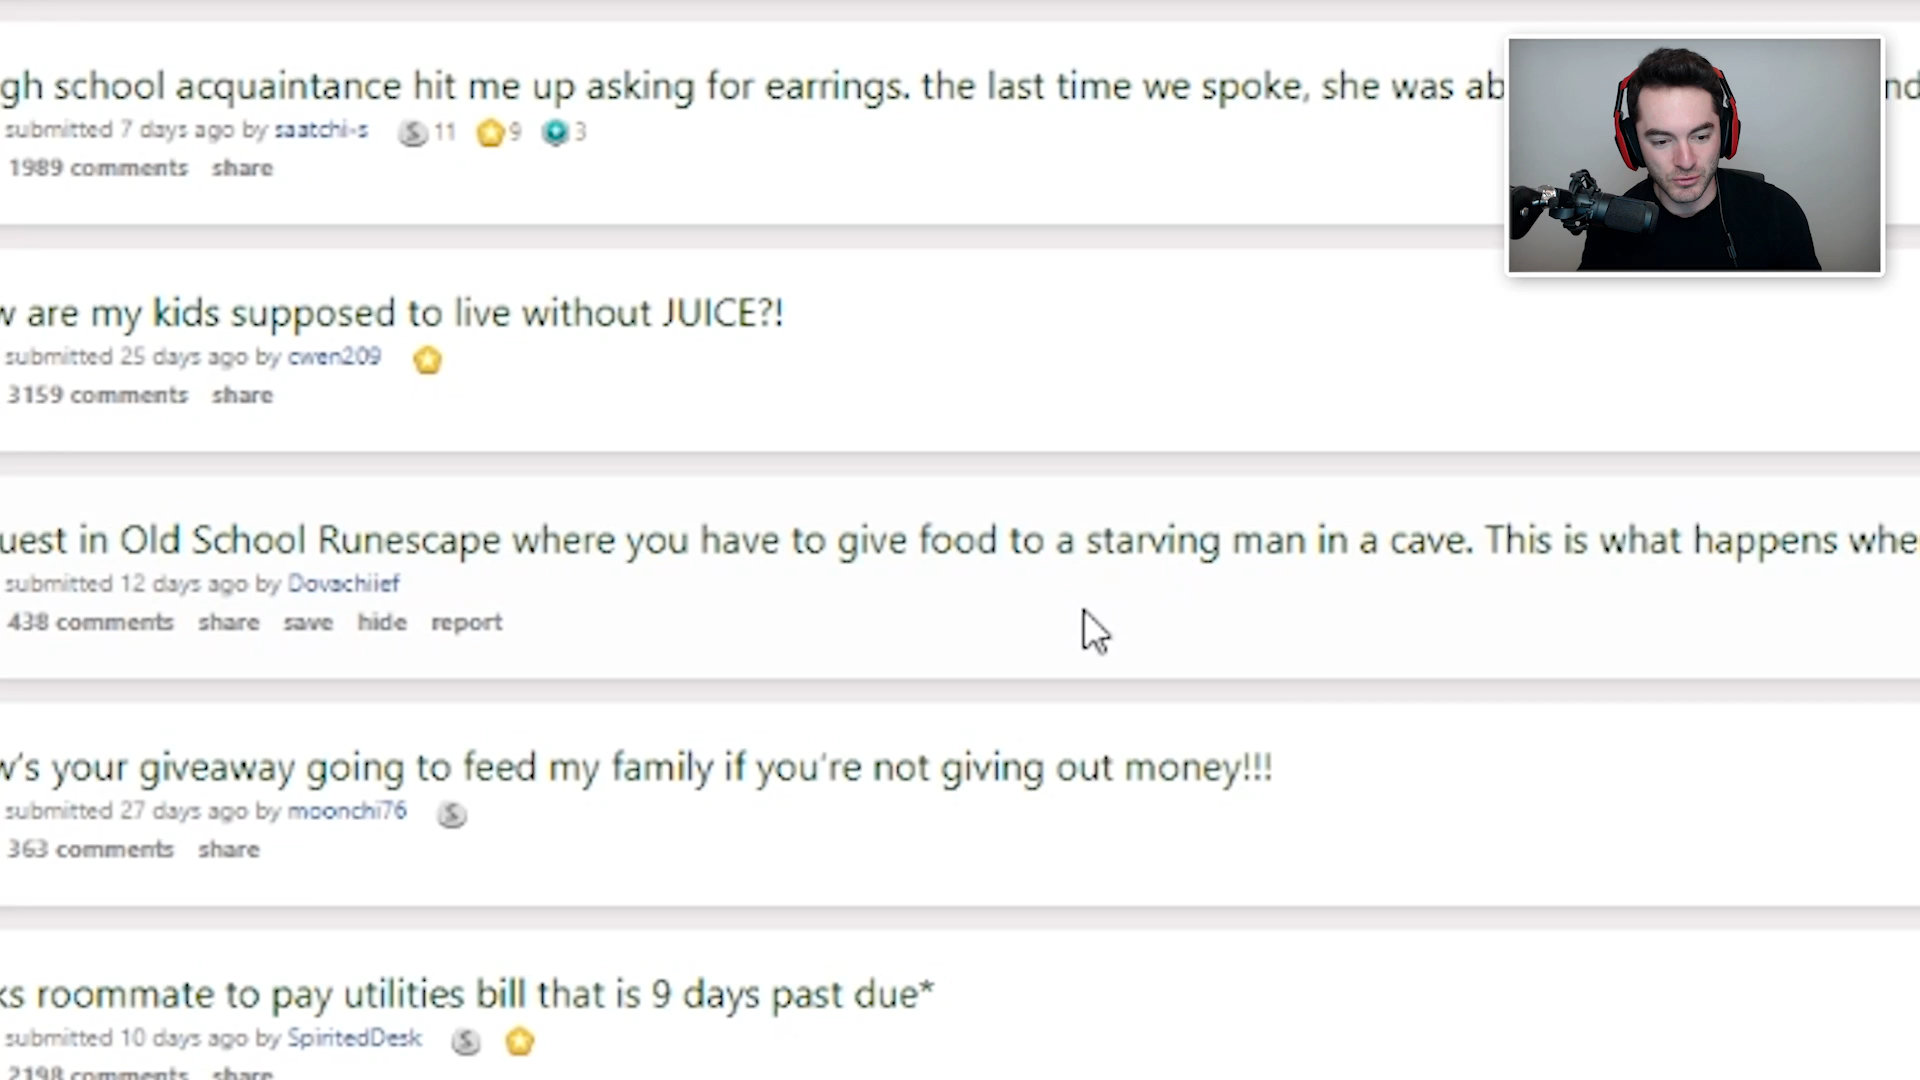 gh school acquaintance hit me up asking for earrings. the last time we spoke, she was ab nd
submitted 7 days ago by saatchi-s S 11 9 3
1989 comments share
w are my kids supposed to live without JUICE?!
submitted 25 days ago by cwen209
3159 comments share
uest in Old School Runescape where you have to give food to a starving man in a cave. This is what happens whe
submitted 12 days ago by Dovachiief
438 comments share save hide report
w's your giveaway going to feed my family if you're not giving out money!!!
submitted 27 days ago by moonchi76 S
363 comments share
ks roommate to pay utilities bill that is 9 days past due*
submitted 10 days ago by SpiritedDesk S
2198 comments share